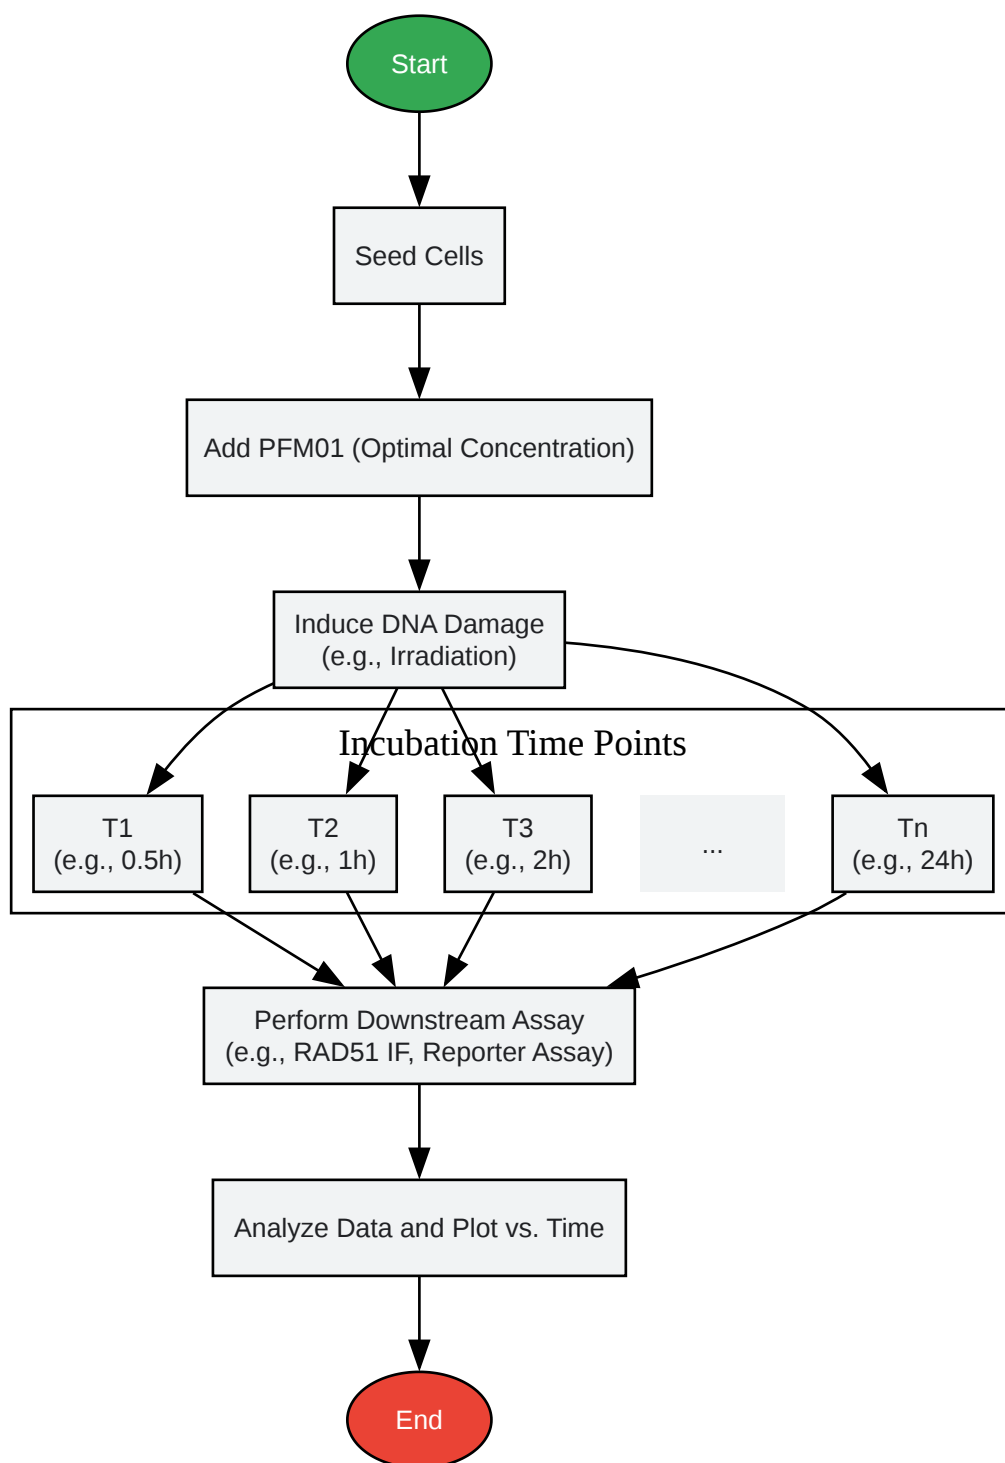 Start
Seed Cells
Add PFM01 (Optimal Concentration)
Induce DNA Damage
(e.g., Irradiation)
Incubation Time Points
T1
(e.g., 0.5h)
T2
(e.g., 1h)
T3
(e.g., 2h)
...
Tn
(e.g., 24h)
Perform Downstream Assay
(e.g., RAD51 IF, Reporter Assay)
Analyze Data and Plot vs. Time
End